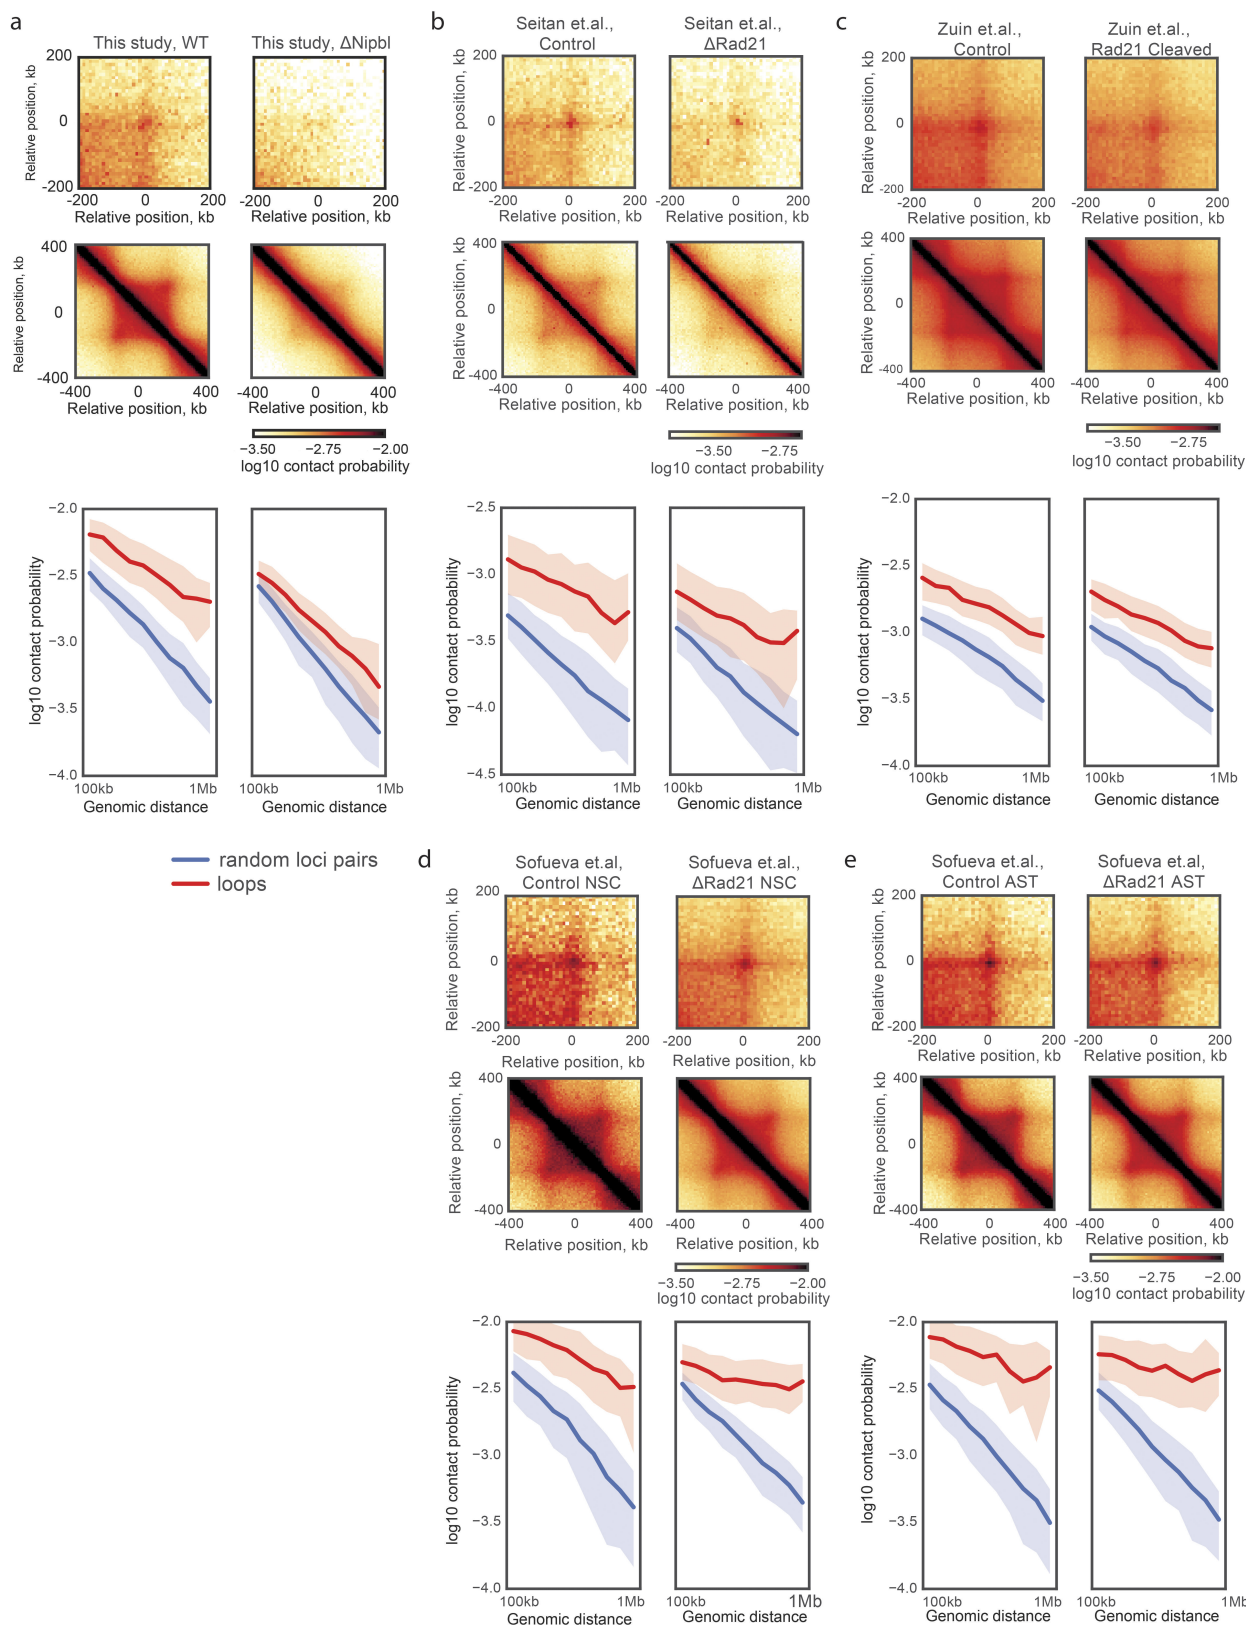 a
This study, WT
This study, ΔNipbl
200
0
-200
Relative position, kb
-200 0 200
Relative position, kb
-200 0 200
400
0
-400
Relative position, kb
-400 0 400
Relative position, kb
-400 0 400
Relative position, kb
−3.50 −2.75 −2.00
log10 contact probability
−2.0
−2.5
−3.0
−3.5
−4.0
log10 contact probability
100kb 1Mb
Genomic distance
100kb 1Mb
Genomic distance
b
Seitan et.al.,
Control
Seitan et.al.,
ΔRad21
200
0
-200
Relative position, kb
-200 0 200
Relative position, kb
-200 0 200
400
0
-400
Relative position, kb
-400 0 400
Relative position, kb
-400 0 400
Relative position, kb
−3.50 −2.75
log10 contact probability
−2.5
−3.0
−3.5
−4.0
−4.5
log10 contact probability
100kb 1Mb
Genomic distance
100kb 1Mb
Genomic distance
c
Zuin et.al.,
Control
Zuin et.al.,
Rad21 Cleaved
200
0
-200
Relative position, kb
-200 0 200
Relative position, kb
-200 0 200
400
0
-400
Relative position, kb
-400 0 400
Relative position, kb
-400 0 400
Relative position, kb
−3.50 −2.75
log10 contact probability
−2.0
−2.5
−3.0
−3.5
−4.0
log10 contact probability
100kb 1Mb
Genomic distance
100kb 1Mb
Genomic distance
random loci pairs
loops
d
Sofueva et.al,
Control NSC
Sofueva et.al.,
ΔRad21 NSC
200
0
-200
Relative position, kb
-200 0 200
Relative position, kb
-200 0 200
Relative position, kb
400
0
-400
Relative position, kb
-400 0 400
Relative position, kb
-400 0 400
Relative position, kb
−3.50 −2.75 −2.00
log10 contact probability
−2.0
−2.5
−3.0
−3.5
−4.0
log10 contact probability
100kb 1Mb
Genomic distance
100kb 1Mb
Genomic distance
e
Sofueva et.al.,
Control AST
Sofueva et.al,
ΔRad21 AST
200
0
-200
Relative position, kb
-200 0 200
Relative position, kb
-200 0 200
Relative position, kb
400
0
-400
Relative position, kb
-400 0 400
Relative position, kb
-400 0 400
Relative position, kb
−3.50 −2.75 −2.00
log10 contact probability
−2.0
−2.5
−3.0
−3.5
−4.0
log10 contact probability
100kb 1Mb
Genomic distance
100kb 1Mb
Genomic distance